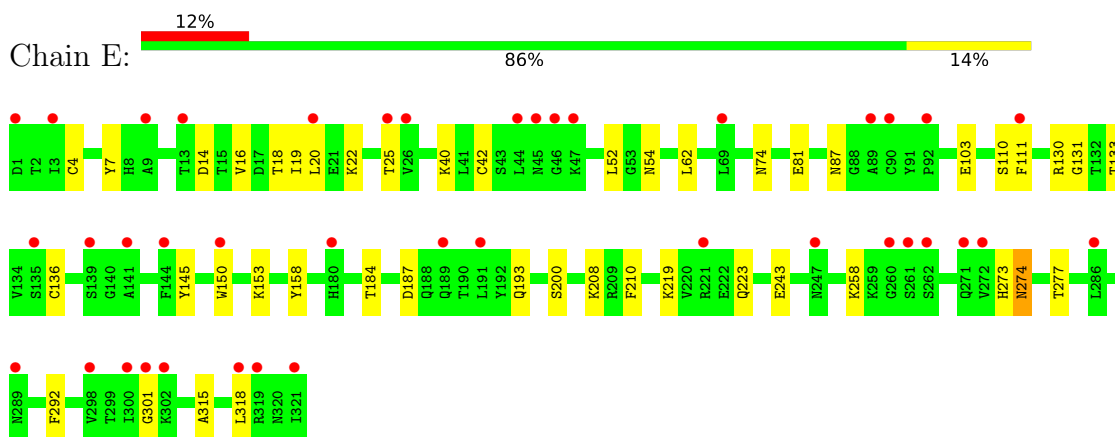 12%
Chain E:
86% 14%
D1 T2 I3 C4 Y7 H8 A9 T13 D14 T15 V16 D17 T18 I19 L20 E21 K22 T25 V26 K40 L41 C42 S43 L44 N45 G46 K47 L52 G53 N54 L62 L69 N74 E81 N87 G88 A89 C90 Y91 P92 E103 S110 F111 R130 G131 T132 T133
V134 S135 C136 S139 G140 A141 F144 Y145 W150 K153 Y158 H180 T184 D187 Q188 Q189 T190 L191 Y192 Q193 S200 K208 R209 F210 K219 V220 R221 E222 Q223 E243 N247 K258 K259 G260 S261 S262 Q271 V272 H273 N274 T277 L286
N289 F292 V298 T299 I300 G301 K302 A315 L318 R319 N320 I321